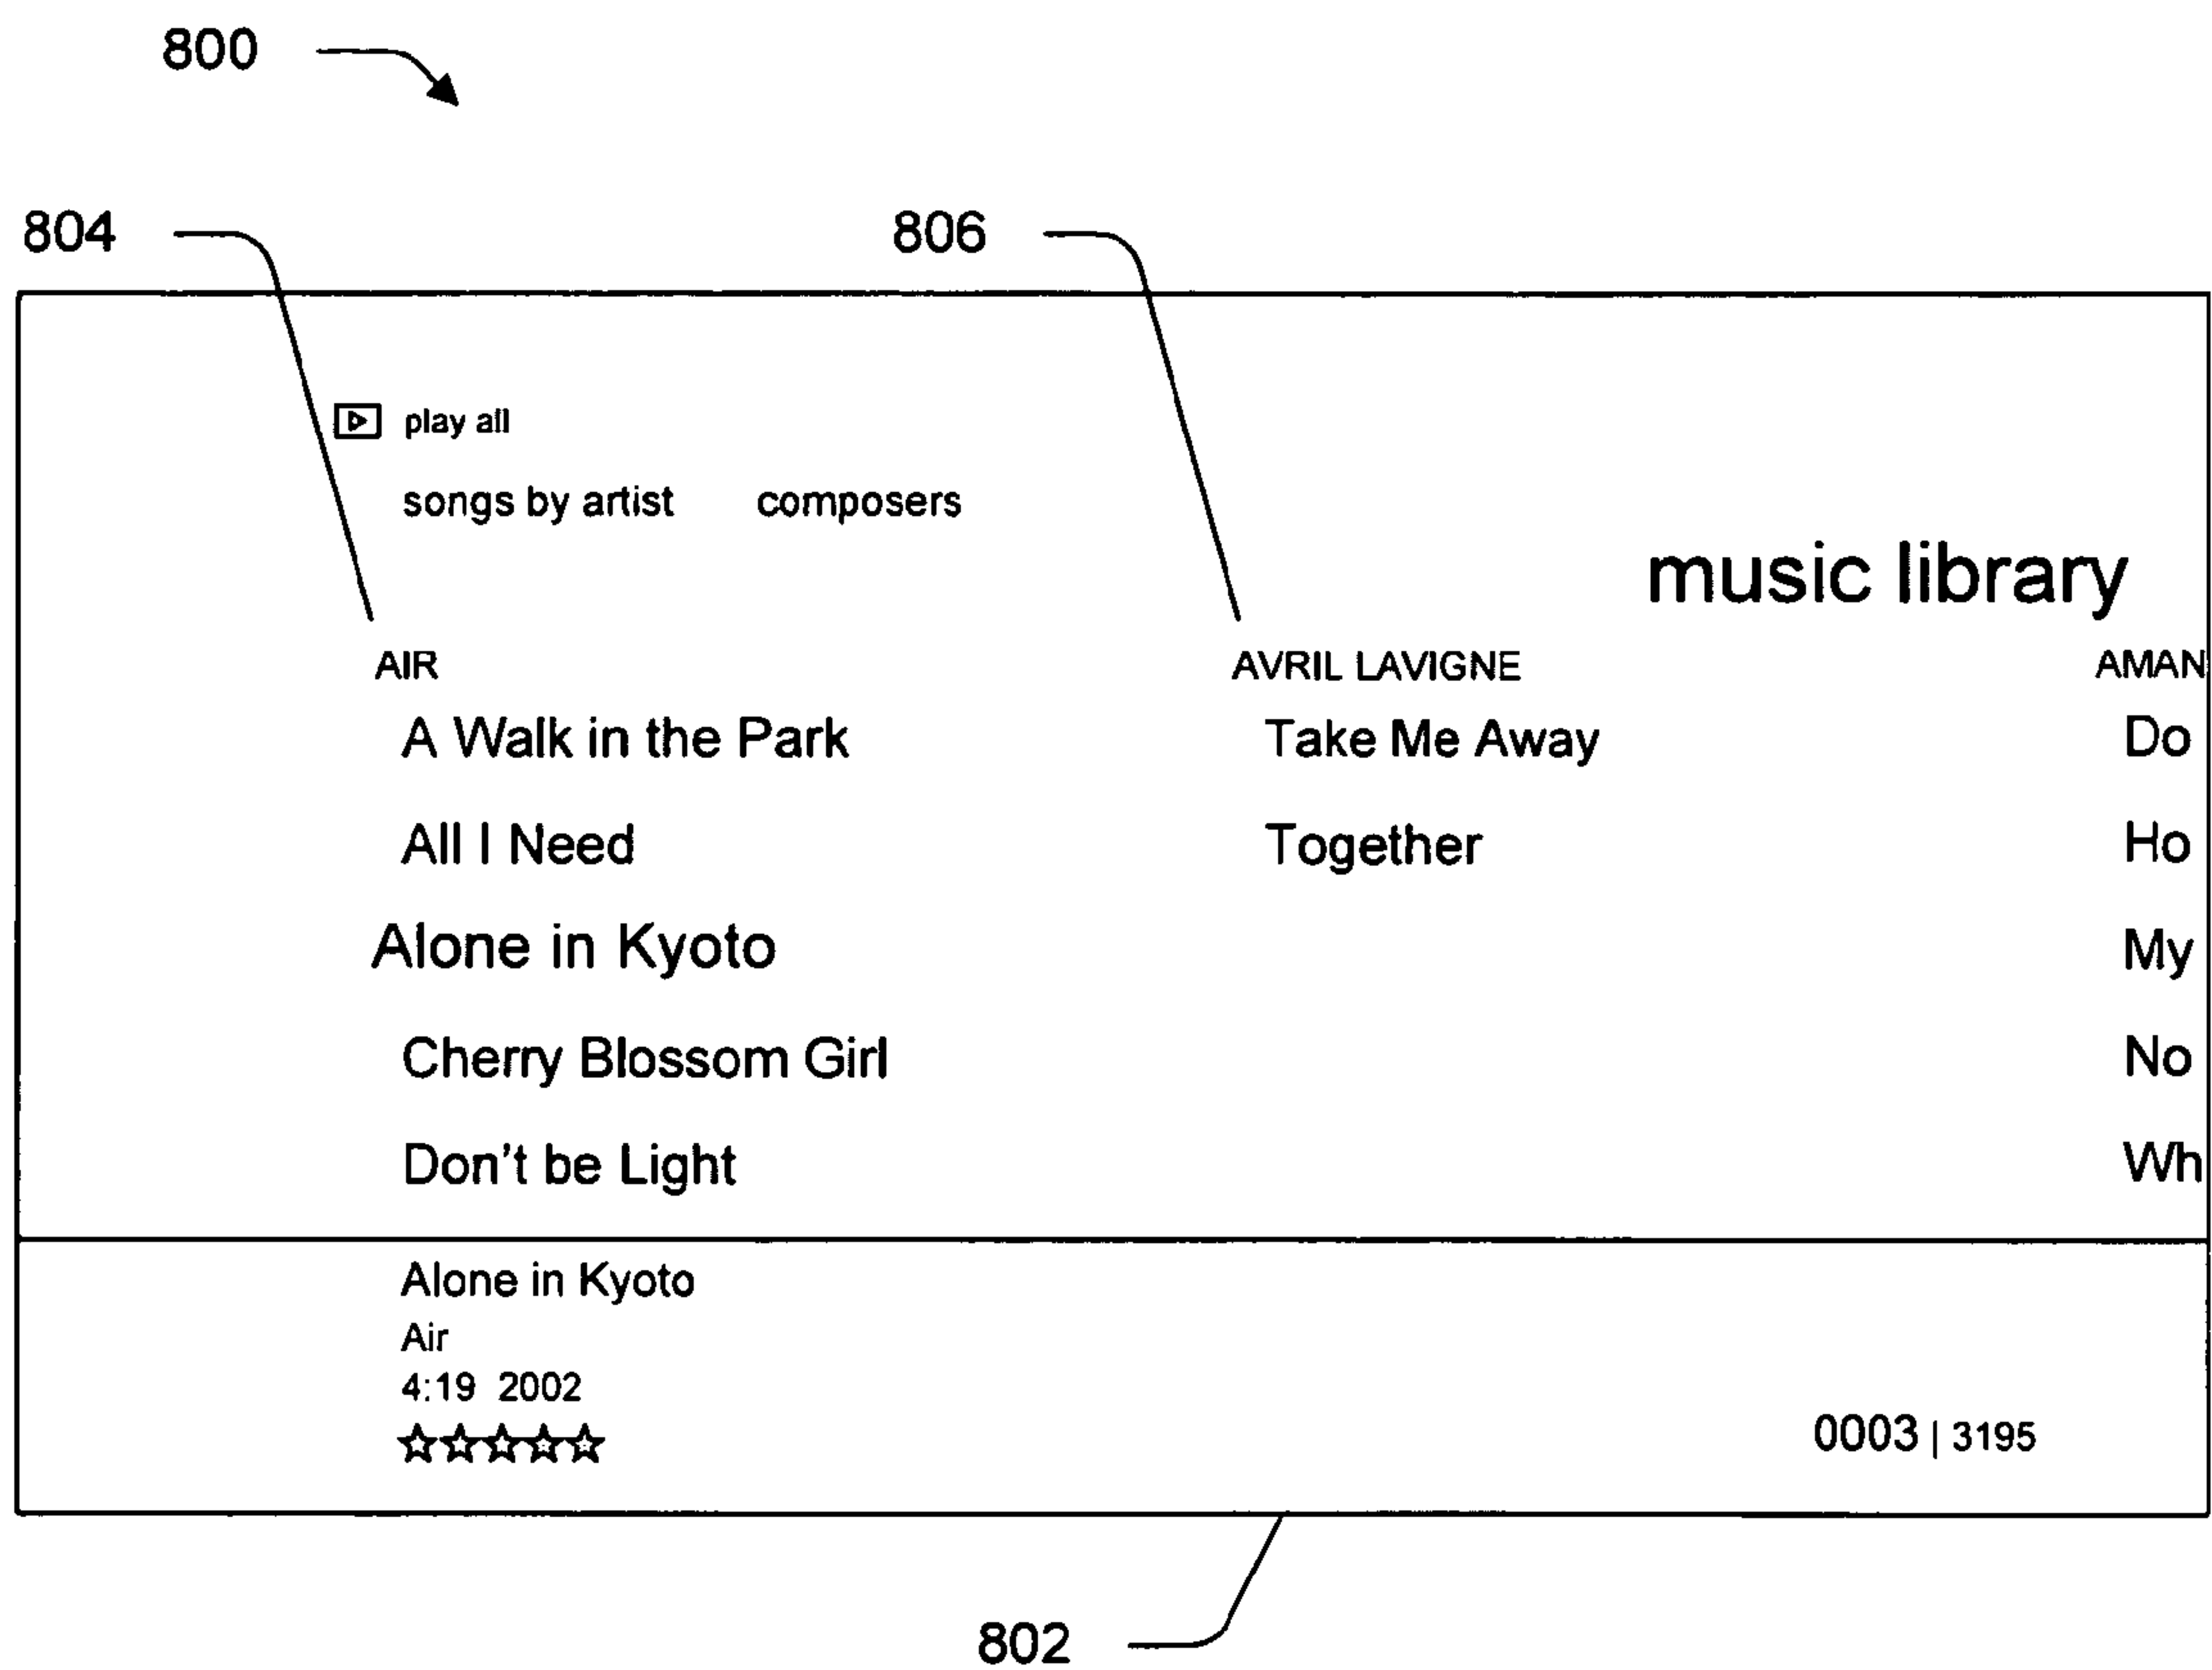 800
804 806
play all
songs by artist composers
music library
AIR AVRIL LAVIGNE AMAN
A Walk in the Park Take Me Away Do
All I Need Together Ho
Alone in Kyoto My
Cherry Blossom Girl No
Don't be Light Wh
Alone in Kyoto
Air
4:19 2002
0003 | 3195
802